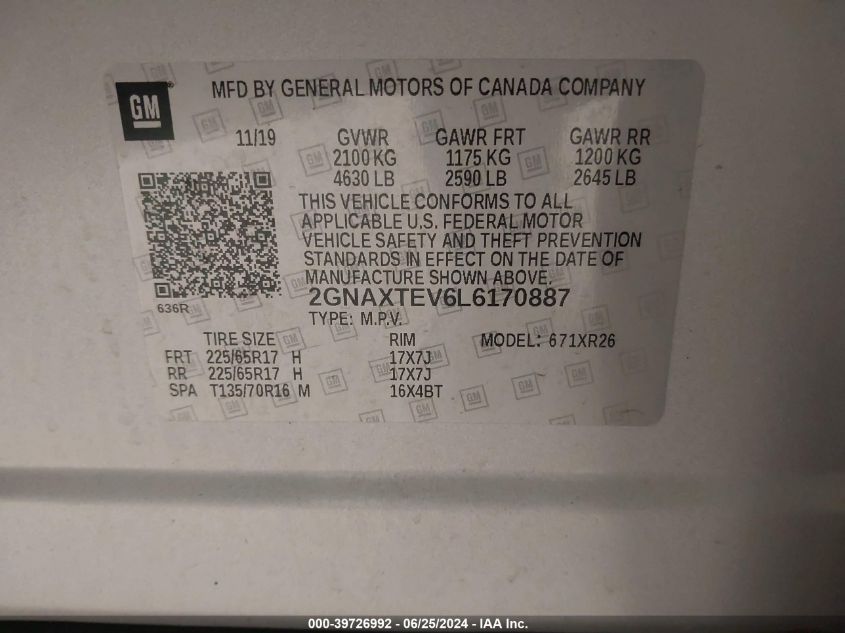 GM
MFD BY GENERAL MOTORS OF CANADA COMPANY
11/19 GVWR GAWR FRT GAWR RR
2100 KG 1175 KG 1200 KG
4630 LB 2590 LB 2645 LB
THIS VEHICLE CONFORMS TO ALL
APPLICABLE U.S. FEDERAL MOTOR
VEHICLE SAFETY AND THEFT PREVENTION
STANDARDS IN EFFECT ON THE DATE OF
MANUFACTURE SHOWN ABOVE.
636R
2GNAXTEV6L6170887
TYPE: M.P.V.
TIRE SIZE RIM MODEL: 671XR26
FRT 225/65R17 H 17X7J
RR 225/65R17 H 17X7J
SPA T135/70R16 M 16X4BT
000-39726992 - 06/25/2024 - IAA, Inc.